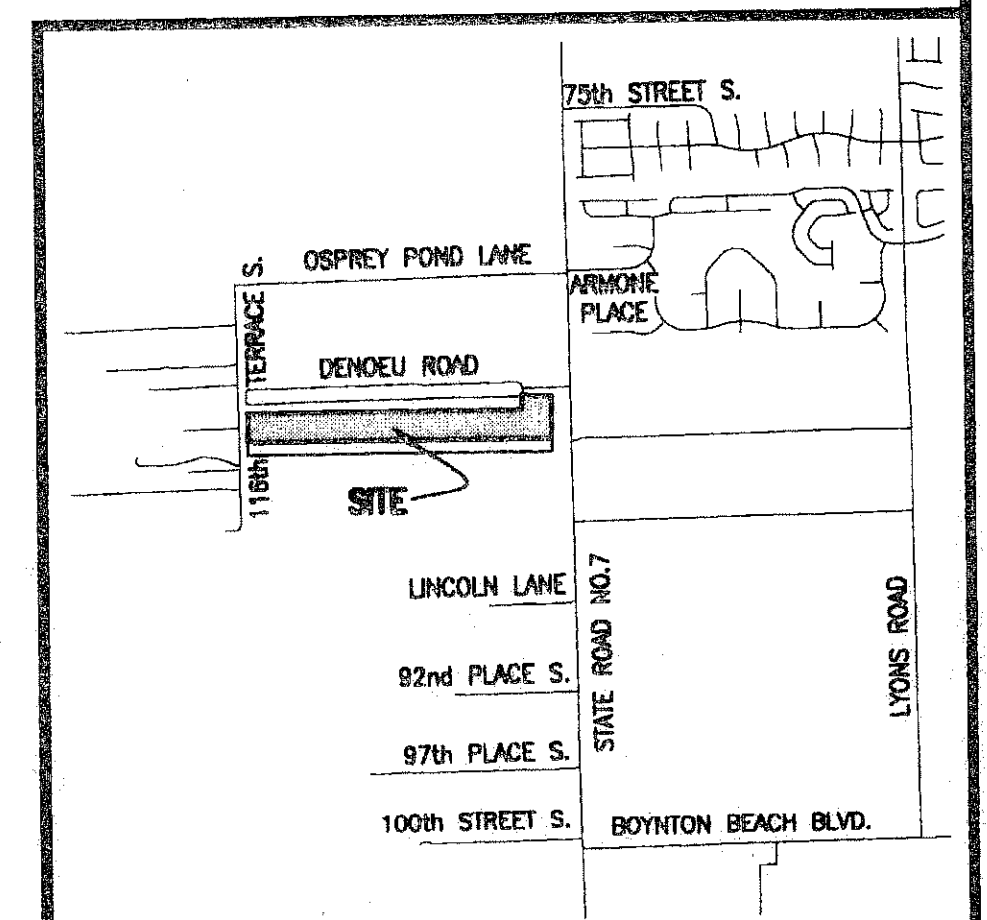 75th STREET S.
OSPREY POND LANE
ARMONE
PLACE
116th TERRACE S.
DENOEU ROAD
SITE
LINCOLN LANE
STATE ROAD NO.7
LYONS ROAD
92nd PLACE S.
97th PLACE S.
100th STREET S.
BOYNTON BEACH BLVD.